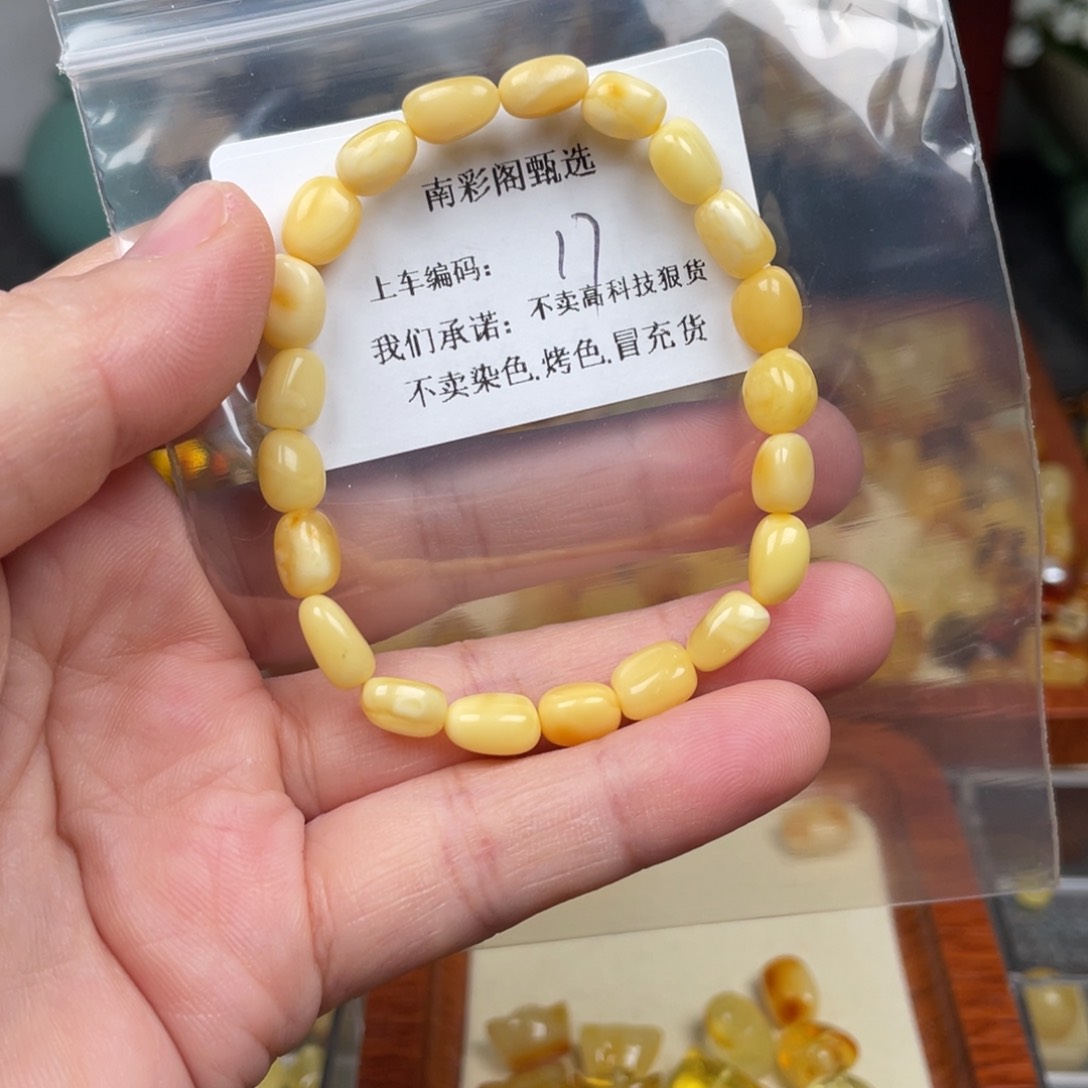 南彩阁甄选
上车编码: 17
我们承诺: 不卖高科技狠货
不卖染色.烤色.冒充货